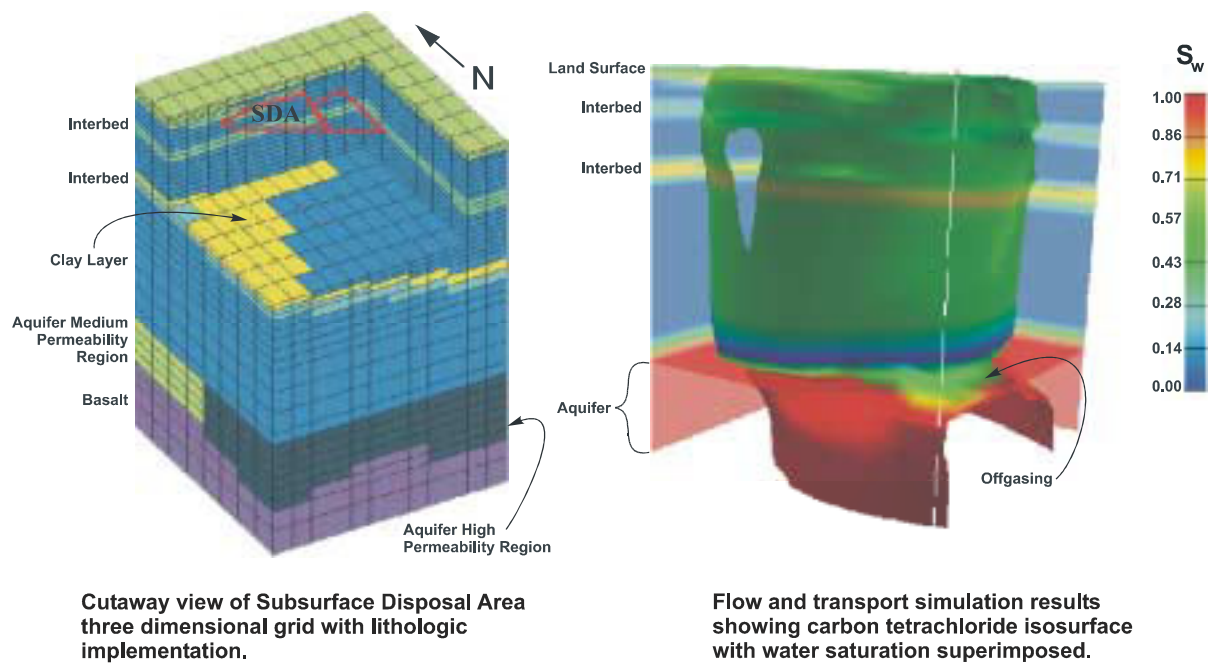 N
SDA
Interbed
Interbed
Clay Layer
Aquifer Medium
Permeability
Region
Basalt
Aquifer High
Permeability Region
Cutaway view of Subsurface Disposal Area
three dimensional grid with lithologic
implementation.
Land Surface
Interbed
Interbed
Aquifer
Offgasing
Sw
1.00
0.86
0.71
0.57
0.43
0.28
0.14
0.00
Flow and transport simulation results
showing carbon tetrachloride isosurface
with water saturation superimposed.